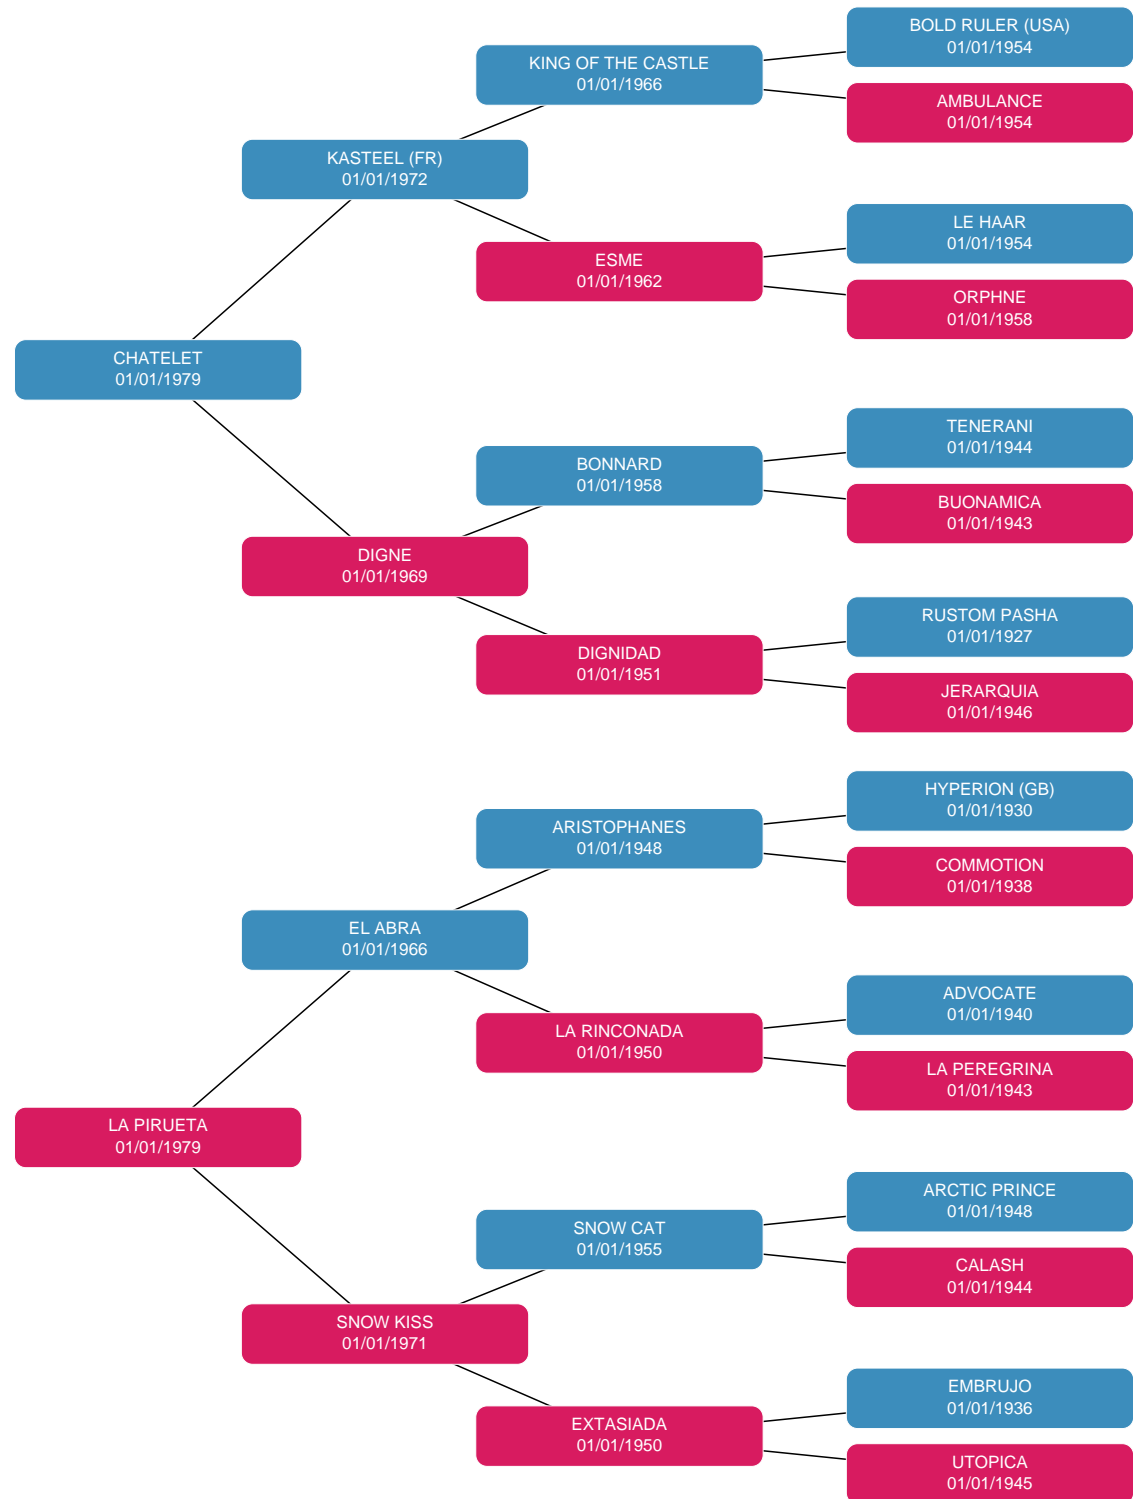 BOLD RULER (USA)
01/01/1954
KING OF THE CASTLE
01/01/1966
AMBULANCE
01/01/1954
KASTEEL (FR)
01/01/1972
LE HAAR
01/01/1954
ESME
01/01/1962
ORPHNE
01/01/1958
CHATELET
01/01/1979
TENERANI
01/01/1944
BONNARD
01/01/1958
BUONAMICA
01/01/1943
DIGNE
01/01/1969
RUSTOM PASHA
01/01/1927
DIGNIDAD
01/01/1951
JERARQUIA
01/01/1946
HYPERION (GB)
01/01/1930
ARISTOPHANES
01/01/1948
COMMOTION
01/01/1938
EL ABRA
01/01/1966
ADVOCATE
01/01/1940
LA RINCONADA
01/01/1950
LA PEREGRINA
01/01/1943
LA PIRUETA
01/01/1979
ARCTIC PRINCE
01/01/1948
SNOW CAT
01/01/1955
CALASH
01/01/1944
SNOW KISS
01/01/1971
EMBRUJO
01/01/1936
EXTASIADA
01/01/1950
UTOPICA
01/01/1945